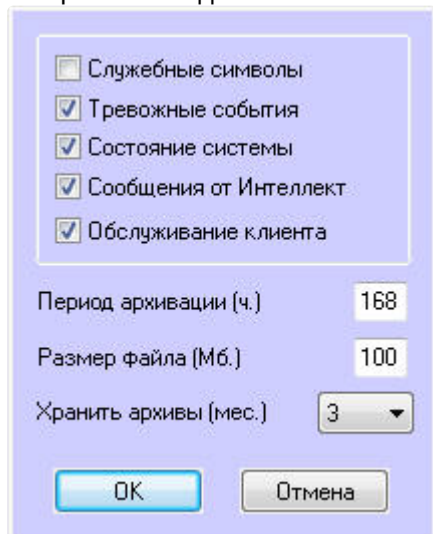 Служебные символы
Тревожные события
Состояние системы
Сообщения от Интеллект
Обслуживание клиента
Период архивации (ч.) 168
Размер файла (Мб.) 100
Хранить архивы (мес.) 3
OK Отмена